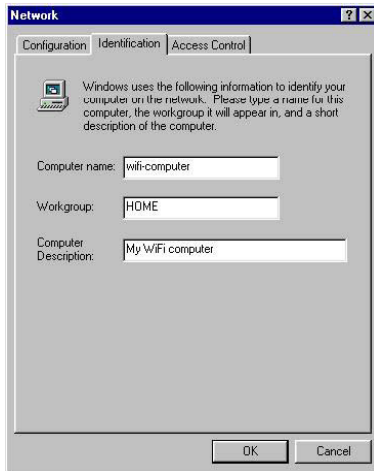 Network
Configuration Identification Access Control
Windows uses the following information to identify your
computer on the network. Please type a name for this
computer, the workgroup it will appear in, and a short
description of the computer.
Computer name: wifi-computer
Workgroup: HOME
Computer
Description: My WiFi computer
OK Cancel